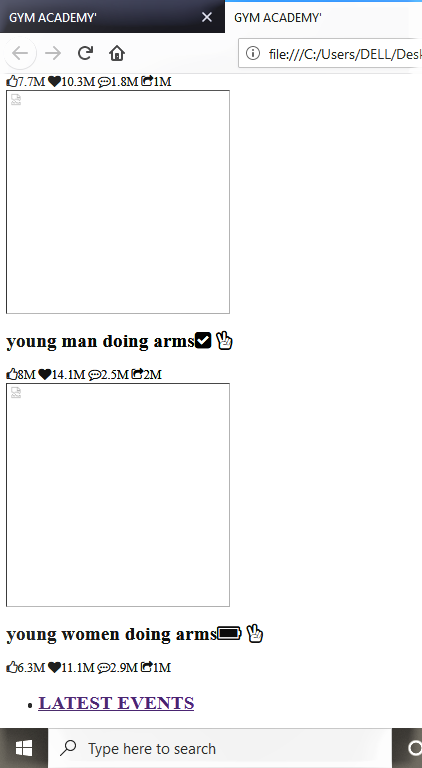 GYM ACADEMY' GYM ACADEMY'
file:///C:/Users/DELL/Desk
7.7M 10.3M 1.8M 1M
young man doing arms
8M 14.1M 2.5M 2M
young women doing arms
6.3M 11.1M 2.9M 1M
LATEST EVENTS
Type here to search